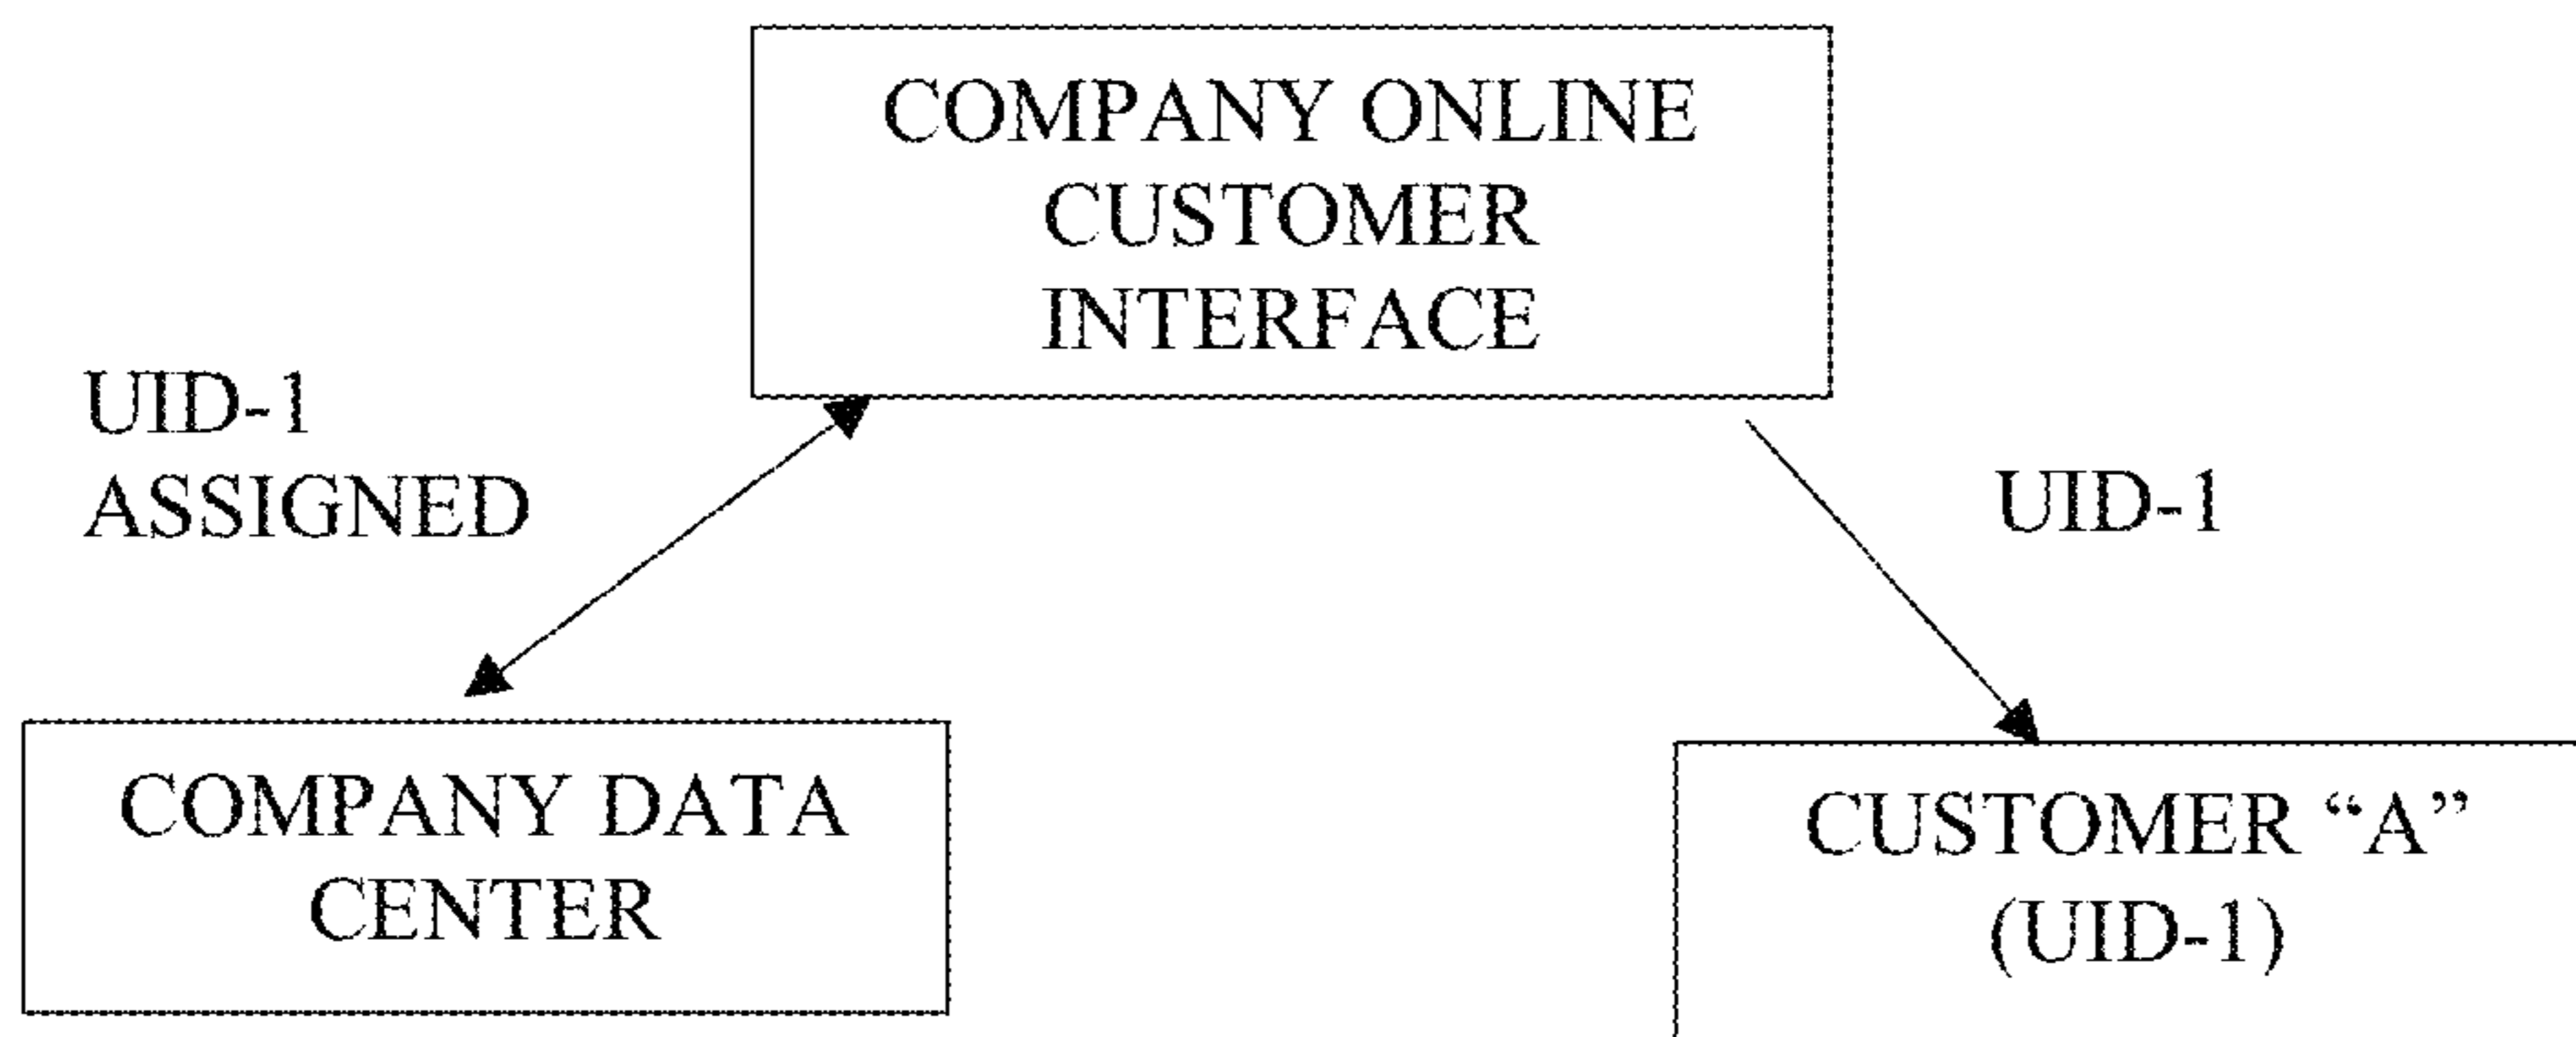 COMPANY ONLINE
CUSTOMER
INTERFACE
UID-1
ASSIGNED
UID-1
COMPANY DATA
CENTER
CUSTOMER “A”
(UID-1)